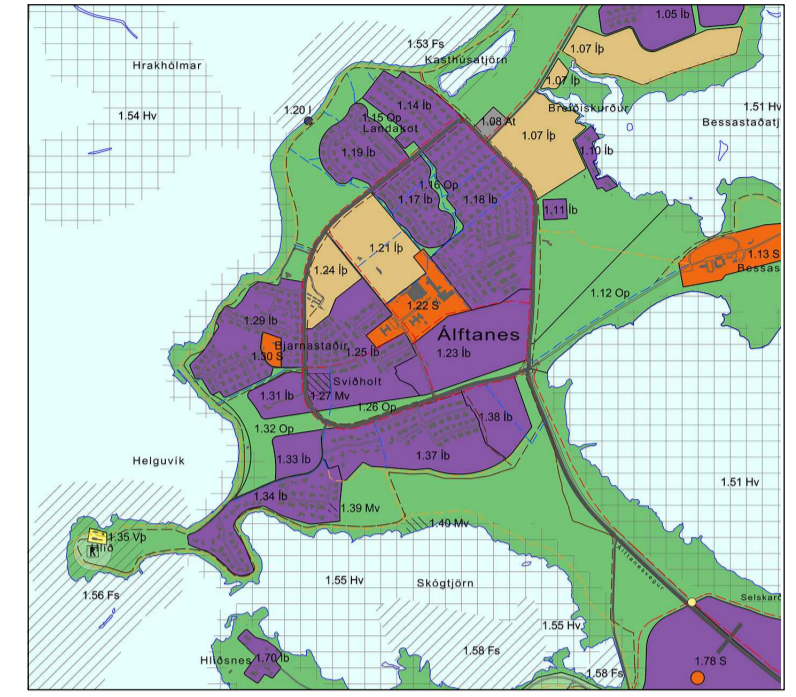 1.05 Íb
1.53 Fs
1.07 Íþ
Kasthúsatjörn
Hrakhólmar
1.07 Íþ
1.14 Íb
1.20 I
1.15 Op
Landakot
1.08 At
Breiðiskurður
1.51 Hv
1.54 Hv
Bessastaðatj
1.07 Íþ
1.19 Íb
1.10 Íb
1.16 Op
1.17 Íb
1.18 Íb
1.11 Íb
1.21 Íþ
1.13 S
1.24 Íþ
Bessas
1.12 Op
1.22 S
1.29 Íb
Álftanes
Bjarnastaðir
1.30 S
1.25 Íb
1.23 Íb
Sviðholt
1.31 Íb
1.27 Mv
1.26 Op
1.38 Íb
1.32 Op
1.37 Íb
Helguvík
1.33 Íb
1.51 Hv
1.34 Íb
1.39 Mv
1.40 Mv
1.35 Vþ
Hlið
Álftanesvegur
1.55 Hv
Skógtjörn
1.56 Fs
Selskarð
1.55 Hv
1.58 Fs
Hliðsnes
1.70 Íb
1.78 S
1.58 Fs